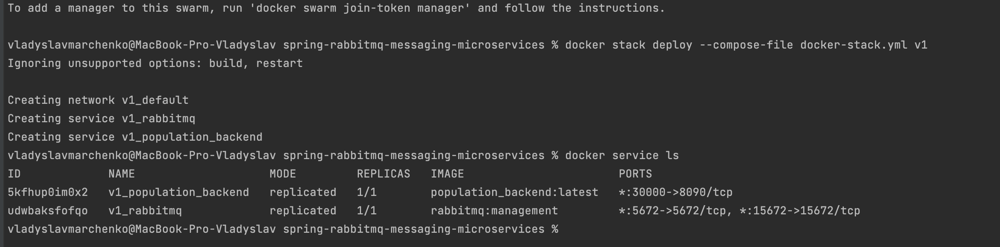 To add a manager to this swarm, run 'docker swarm join-token manager' and follow the instructions.
vladyslavmarchenko@MacBook-Pro-Vladyslav spring-rabbitmq-messaging-microservices % docker stack deploy --compose-file docker-stack.yml v1
Ignoring unsupported options: build, restart
Creating network v1_default
Creating service v1_rabbitmq
Creating service v1_population_backend
vladyslavmarchenko@MacBook-Pro-Vladyslav spring-rabbitmq-messaging-microservices % docker service ls
ID             NAME                    MODE         REPLICAS   IMAGE                       PORTS
5kfhup0im0x2   v1_population_backend   replicated   1/1        population_backend:latest   *:30000->8090/tcp
udwbaksfofqo   v1_rabbitmq             replicated   1/1        rabbitmq:management         *:5672->5672/tcp, *:15672->15672/tcp
vladyslavmarchenko@MacBook-Pro-Vladyslav spring-rabbitmq-messaging-microservices %